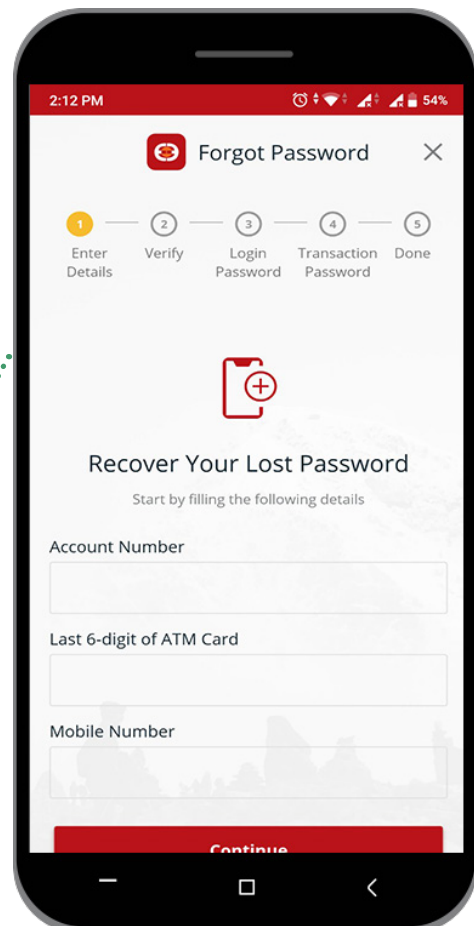 2:12 PM 54%
Forgot Password
1 2 3 4 5
Enter Details Verify Login Password Transaction Password Done
Recover Your Lost Password
Start by filling the following details
Account Number
Last 6-digit of ATM Card
Mobile Number
Continue